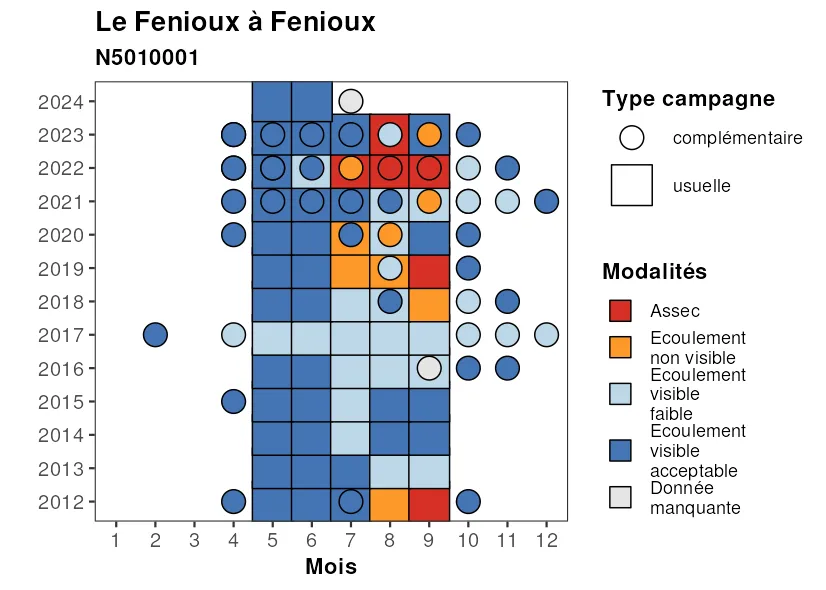 Le Fenioux à Fenioux
N5010001
2024
2023
2022
2021
2020
2019
2018
2017
2016
2015
2014
2013
2012
1 2 3 4 5 6 7 8 9 10 11 12
Mois
Type campagne
complémentaire
usuelle
Modalités
Assec
Ecoulement
non visible
Ecoulement
visible
faible
Ecoulement
visible
acceptable
Donnée
manquante